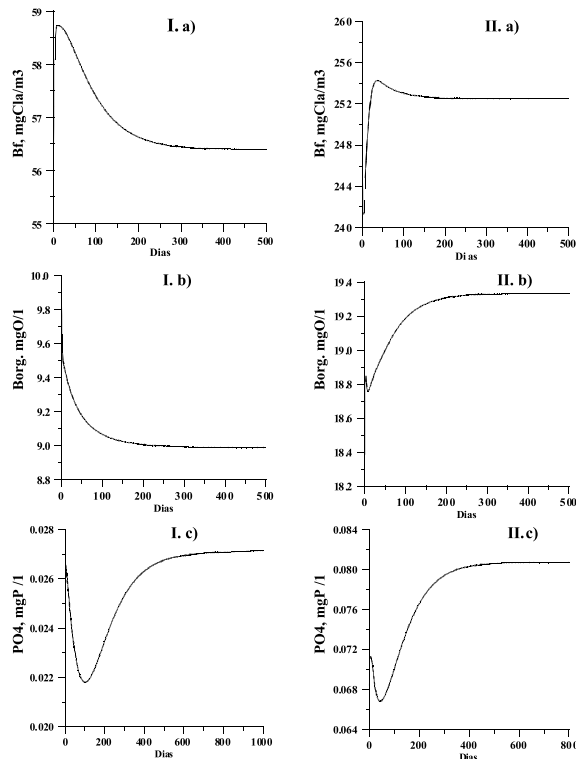 I. a)
Bf, mgCla/m3
59
58
57
56
55
0 100 200 300 400 500
Dias
II. a)
Bf, mgCla/m3
260
256
252
248
244
240
0 100 200 300 400 500
Dias
I. b)
Borg. mgO/1
10.0
9.8
9.6
9.4
9.2
9.0
8.8
0 100 200 300 400 500
Dias
II. b)
Borg. mgO/1
19.4
19.2
19.0
18.8
18.6
18.4
18.2
0 100 200 300 400 500
Dias
I. c)
PO4, mgP /1
0.028
0.026
0.024
0.022
0.020
0 200 400 600 800 1000
Dias
II. c)
PO4, mgP /1
0.084
0.080
0.076
0.072
0.068
0.064
0 200 400 600 800
Dias